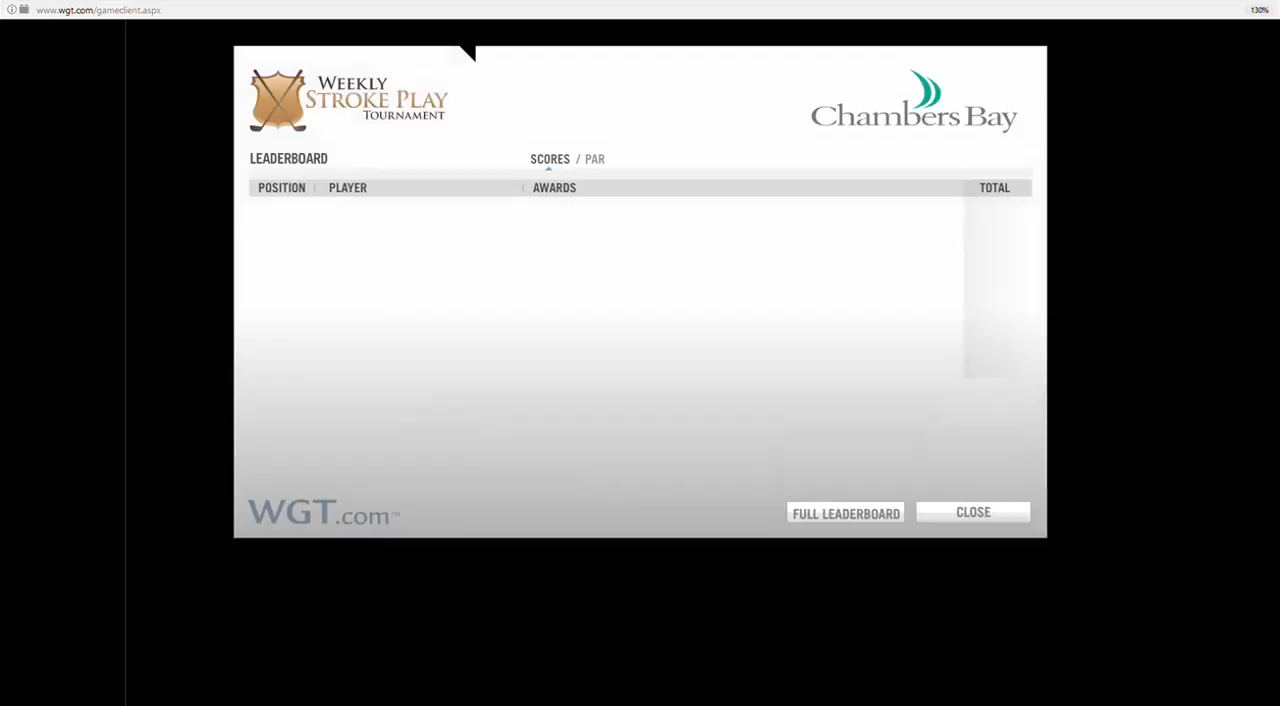 www.wgt.com/gameclient.aspx
130%
WEEKLY
STROKE PLAY
TOURNAMENT
Chambers Bay
LEADERBOARD
SCORES / PAR
POSITION PLAYER AWARDS TOTAL
WGT.com™
FULL LEADERBOARD
CLOSE